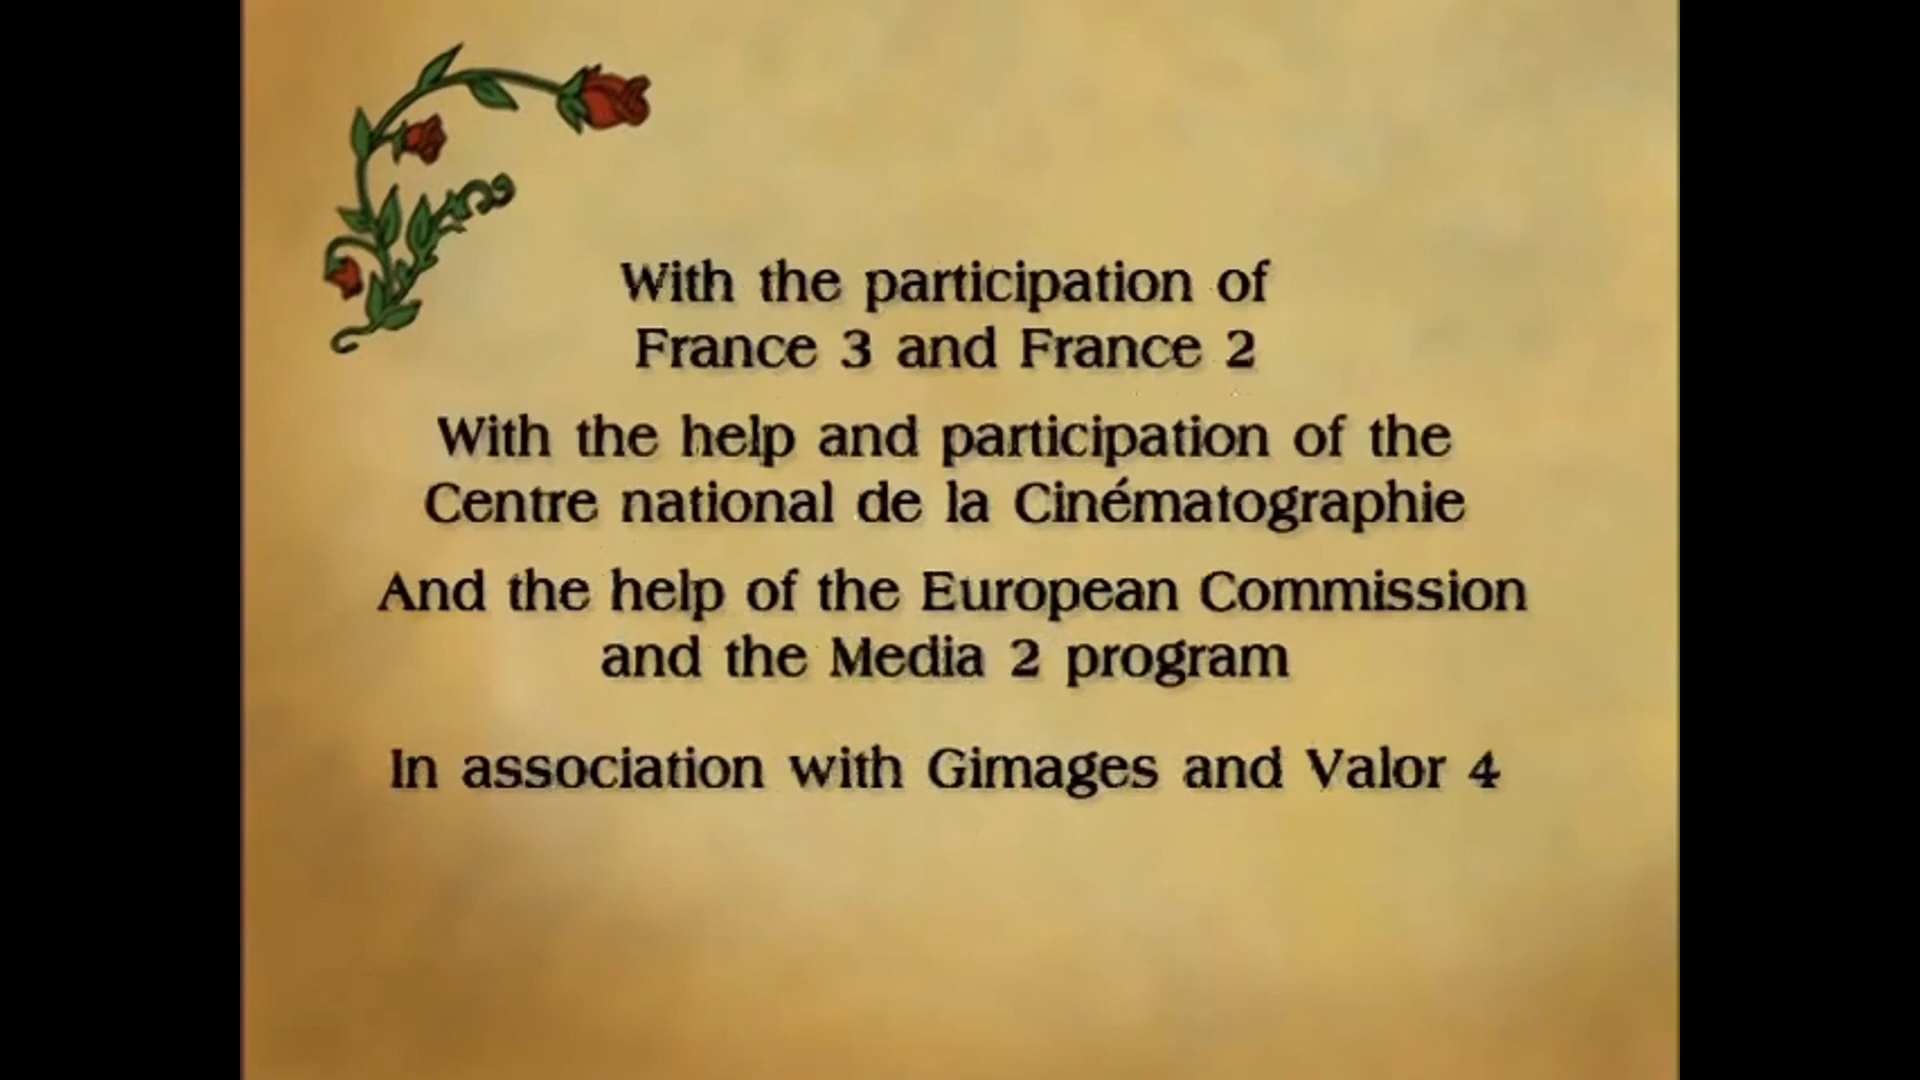 With the participation of
France 3 and France 2
With the help and participation of the
Centre national de la Cinématographie
And the help of the European Commission
and the Media 2 program
In association with Gimages and Valor 4